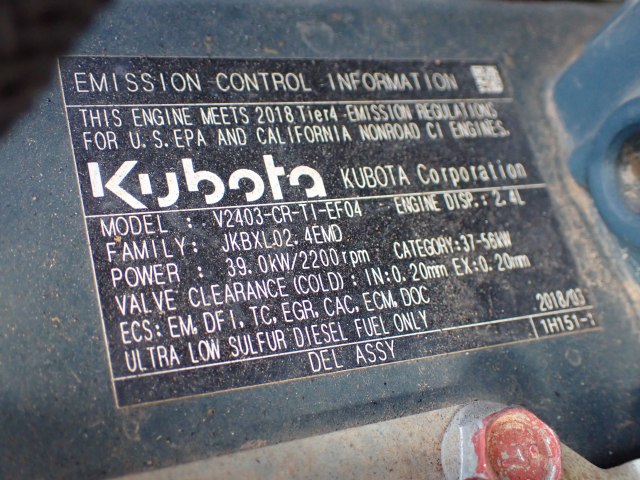 EMISSION CONTROL INFORMATION
THIS ENGINE MEETS 2018 Tier4 EMISSION REGULATIONS
FOR U.S.EPA AND CALIFORNIA NONROAD CI ENGINES.
Kubota KUBOTA Corporation
MODEL : V2403-CR-TI-EF04 ENGINE DISP.: 2.4L
FAMILY: JKBXL02.4EMD
POWER : 39.0kW/2200rpm CATEGORY:37-56kW
VALVE CLEARANCE(COLD): IN:0.20mm EX:0.20mm
ECS: EM, DFI, TC, EGR, CAC, ECM, DOC 2018/03
ULTRA LOW SULFUR DIESEL FUEL ONLY 1H151-1
DEL ASSY